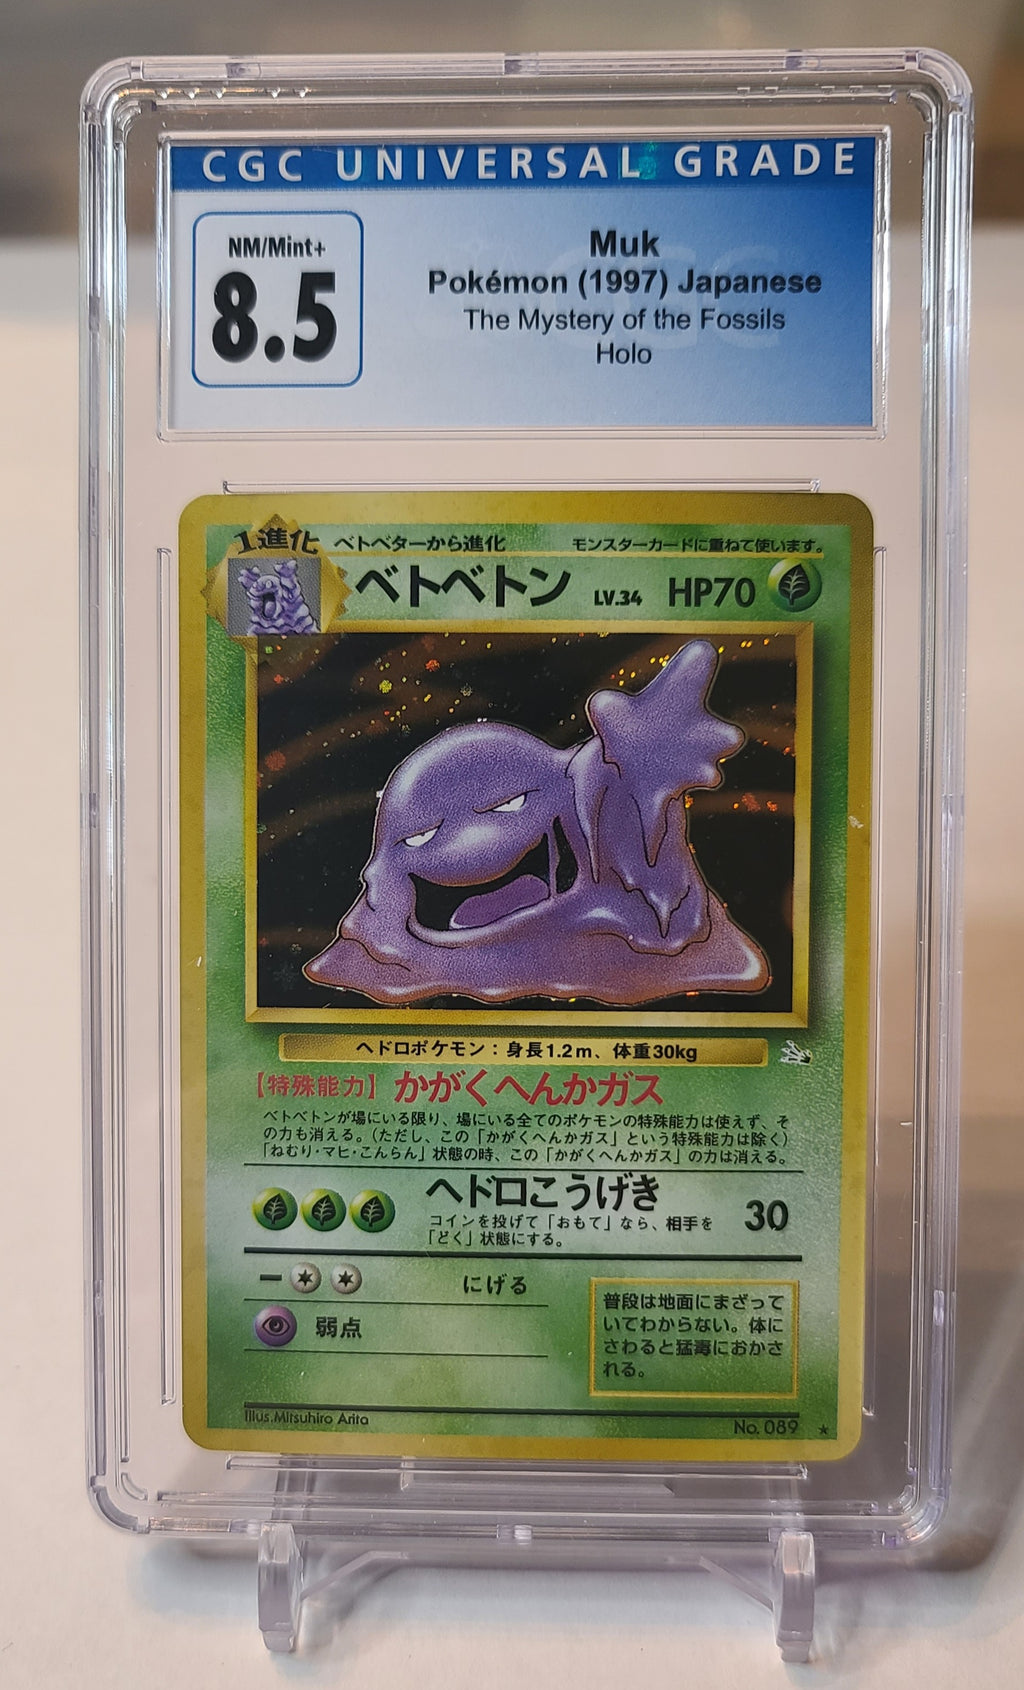 CGC UNIVERSAL GRADE
NM/Mint+
8.5
Muk
Pokémon (1997) Japanese
The Mystery of the Fossils
Holo
1進化
ベトベターから進化
モンスターカードに重ねて使います。
ベトベトン LV.34 HP70
ヘドロポケモン：身長1.2m、体重30kg
【特殊能力】かがくへんかガス
ベトベトンが場にいる限り、場にいる全てのポケモンの特殊能力は使えず、そ
の力も消える。（ただし、この「かがくへんかガス」という特殊能力は除く）
「ねむり・マヒ・こんらん」状態の時、この「かがくへんかガス」の力は消える。
ヘドロこうげき 30
コインを投げて「おもて」なら、相手を
「どく」状態にする。
にげる
弱点
普段は地面にまざって
いてわからない。体に
さわると猛毒におかさ
れる。
Illus.Mitsuhiro Arita
No. 089 ★